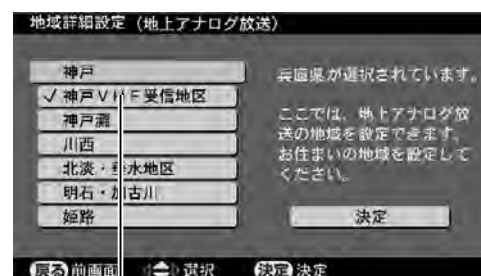 地域詳細設定（地上アナログ放送）
神戸
✓神戸ＶＨＦ受信地区
神戸灘
川西
北淡・垂水地区
明石・加古川
姫路
兵庫県が選択されています。
ここでは、地上アナログ放
送の地域を設定できます。
お住まいの地域を設定して
ください。
決定
戻る 前画面 選択 決定 決定